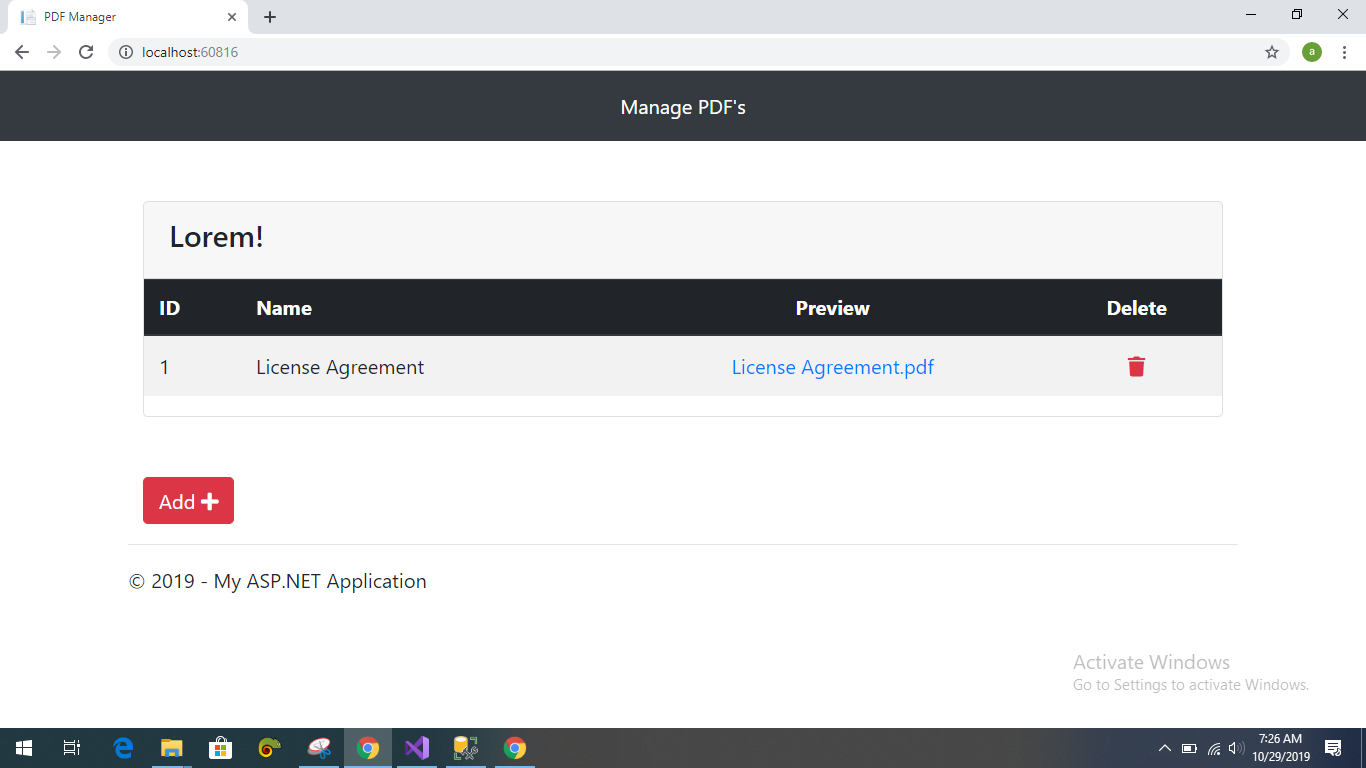 PDF Manager
localhost:60816
a
Manage PDF's
Lorem!
ID Name Preview Delete
1 License Agreement License Agreement.pdf
Add
© 2019 - My ASP.NET Application
Activate Windows
Go to Settings to activate Windows.
7:26 AM
10/29/2019